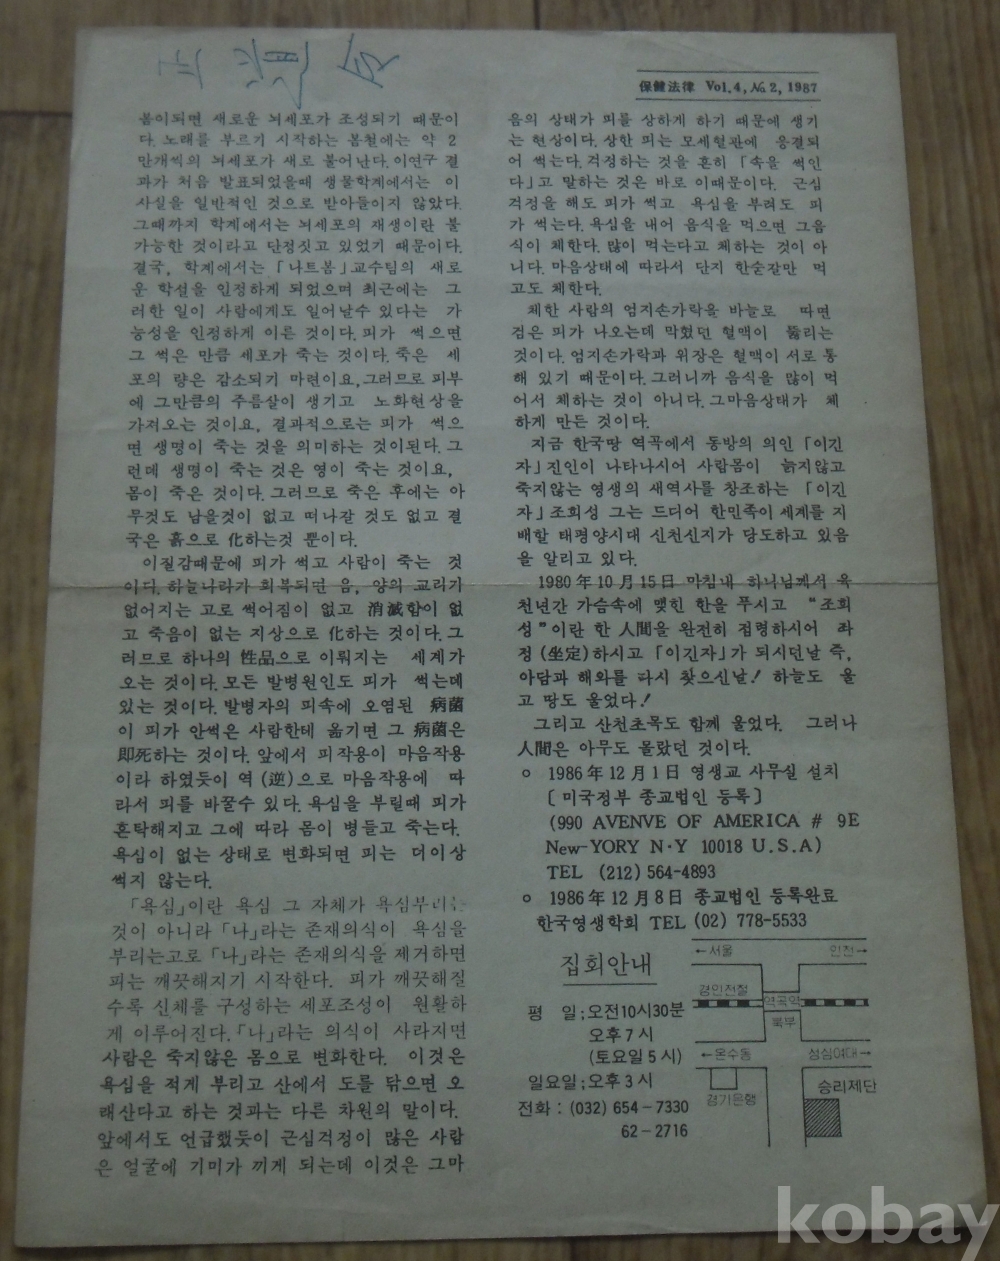 保健法律 Vol.4, No.2, 1987
봄이되면 새로운 뇌세포가 조성되기 때문이
다. 노래를 부르기 시작하는 봄철에는 약 2
만개씩의 뇌세포가 새로 불어난다. 이연구 결
과가 처음 발표되었을때 생물학계에서는 이
사실을 일반적인 것으로 받아들이지 않았다.
그때까지 학계에서는 뇌세포의 재생이란 불
가능한 것이라고 단정짓고 있었기 때문이다.
결국, 학계에서는 「나트봄」교수팀의 새로
운 학설을 인정하게 되었으며 최근에는 그
러한 일이 사람에게도 일어날수 있다는 가
능성을 인정하게 이른 것이다. 피가 썩으면
그 썩은 만큼 세포가 죽는 것이다. 죽은 세
포의 량은 감소되기 마련이요, 그러므로 피부
에 그만큼의 주름살이 생기고 노화현상을
가져오는 것이요, 결과적으로는 피가 썩으
면 생명이 죽는 것을 의미하는 것이된다. 그
런데 생명이 죽는 것은 영이 죽는 것이요,
몸이 죽은 것이다. 그러므로 죽은 후에는 아
무것도 남을것이 없고 떠나갈 것도 없고 결
국은 흙으로 化하는것 뿐이다.
이질감때문에 피가 썩고 사람이 죽는 것
이다. 하늘나라가 회복되면 음, 양의 교리가
없어지는 고로 썩어짐이 없고 消滅함이 없
고 죽음이 없는 지상으로 化하는 것이다. 그
러므로 하나의 性品으로 이뤄지는 세계가
오는 것이다. 모든 발병원인도 피가 썩는데
있는 것이다. 발병자의 피속에 오염된 病菌
이 피가 안썩은 사람한테 옮기면 그 病菌은
即死하는 것이다. 앞에서 피작용이 마음작용
이라 하였듯이 역(逆)으로 마음작용에 따
라서 피를 바꿀수 있다. 욕심을 부릴때 피가
혼탁해지고 그에 따라 몸이 병들고 죽는다.
욕심이 없는 상태로 변화되면 피는 더이상
썩지 않는다.
「욕심」이란 욕심 그 자체가 욕심부리는
것이 아니라 「나」라는 존재의식이 욕심을
부리는고로 「나」라는 존재의식을 제거하면
피는 깨끗해지기 시작한다. 피가 깨끗해질
수록 신체를 구성하는 세포조성이 원활하
게 이루어진다. 「나」라는 의식이 사라지면
사람은 죽지않은 몸으로 변화한다. 이것은
욕심을 적게 부리고 산에서 도를 닦으면 오
래산다고 하는 것과는 다른 차원의 말이다.
앞에서도 언급했듯이 근심걱정이 많은 사람
은 얼굴에 기미가 끼게 되는데 이것은 그마
음의 상태가 피를 상하게 하기 때문에 생기
는 현상이다. 상한 피는 모세혈관에 응결되
어 썩는다. 걱정하는 것을 흔히 「속을 썩인
다」고 말하는 것은 바로 이때문이다. 근심
걱정을 해도 피가 썩고 욕심을 부려도 피
가 썩는다. 욕심을 내어 음식을 먹으면 그음
식이 체한다. 많이 먹는다고 체하는 것이 아
니다. 마음상태에 따라서 단지 한숟갈만 먹
고도 체한다.
체한 사람의 엄지손가락을 바늘로 따면
검은 피가 나오는데 막혔던 혈액이 뚫리는
것이다. 엄지손가락과 위장은 혈맥이 서로 통
해 있기 때문이다. 그러니까 음식을 많이 먹
어서 체하는 것이 아니다. 그마음상태가 체
하게 만든 것이다.
지금 한국땅 역곡에서 동방의 의인 「이긴
자」진인이 나타나시어 사람몸이 늙지않고
죽지않는 영생의 새역사를 창조하는 「이긴
자」조희성 그는 드디어 한민족이 세계를 지
배할 태평양시대 신천신지가 당도하고 있음
을 알리고 있다.
1980年 10月 15日 마침내 하나님께서 육
천년간 가슴속에 맺힌 한을 푸시고 “조희
성”이란 한 人間을 완전히 점령하시어 좌
정(坐定)하시고 「이긴자」가 되시던날 즉,
아담과 해와를 다시 찾으신날! 하늘도 울
고 땅도 울었다!
그리고 산천초목도 함께 울었다. 그러나
人間은 아무도 몰랐던 것이다.
○ 1986年 12月 1日 영생교 사무실 설치
〔미국정부 종교법인 등록〕
(990 AVENVE OF AMERICA # 9E
New-YORY N·Y 10018 U.S.A)
TEL (212) 564-4893
○ 1986年 12月 8日 종교법인 등록완료
한국영생학회 TEL (02) 778-5533
집회안내
평 일; 오전10시30분
오후 7시
(토요일 5시)
일요일; 오후 3시
전화: (032) 654-7330
62-2716
←서울 인천→
경인전철
역곡역
북부
←온수동 성심여대→
경기은행
승리제단
kobay